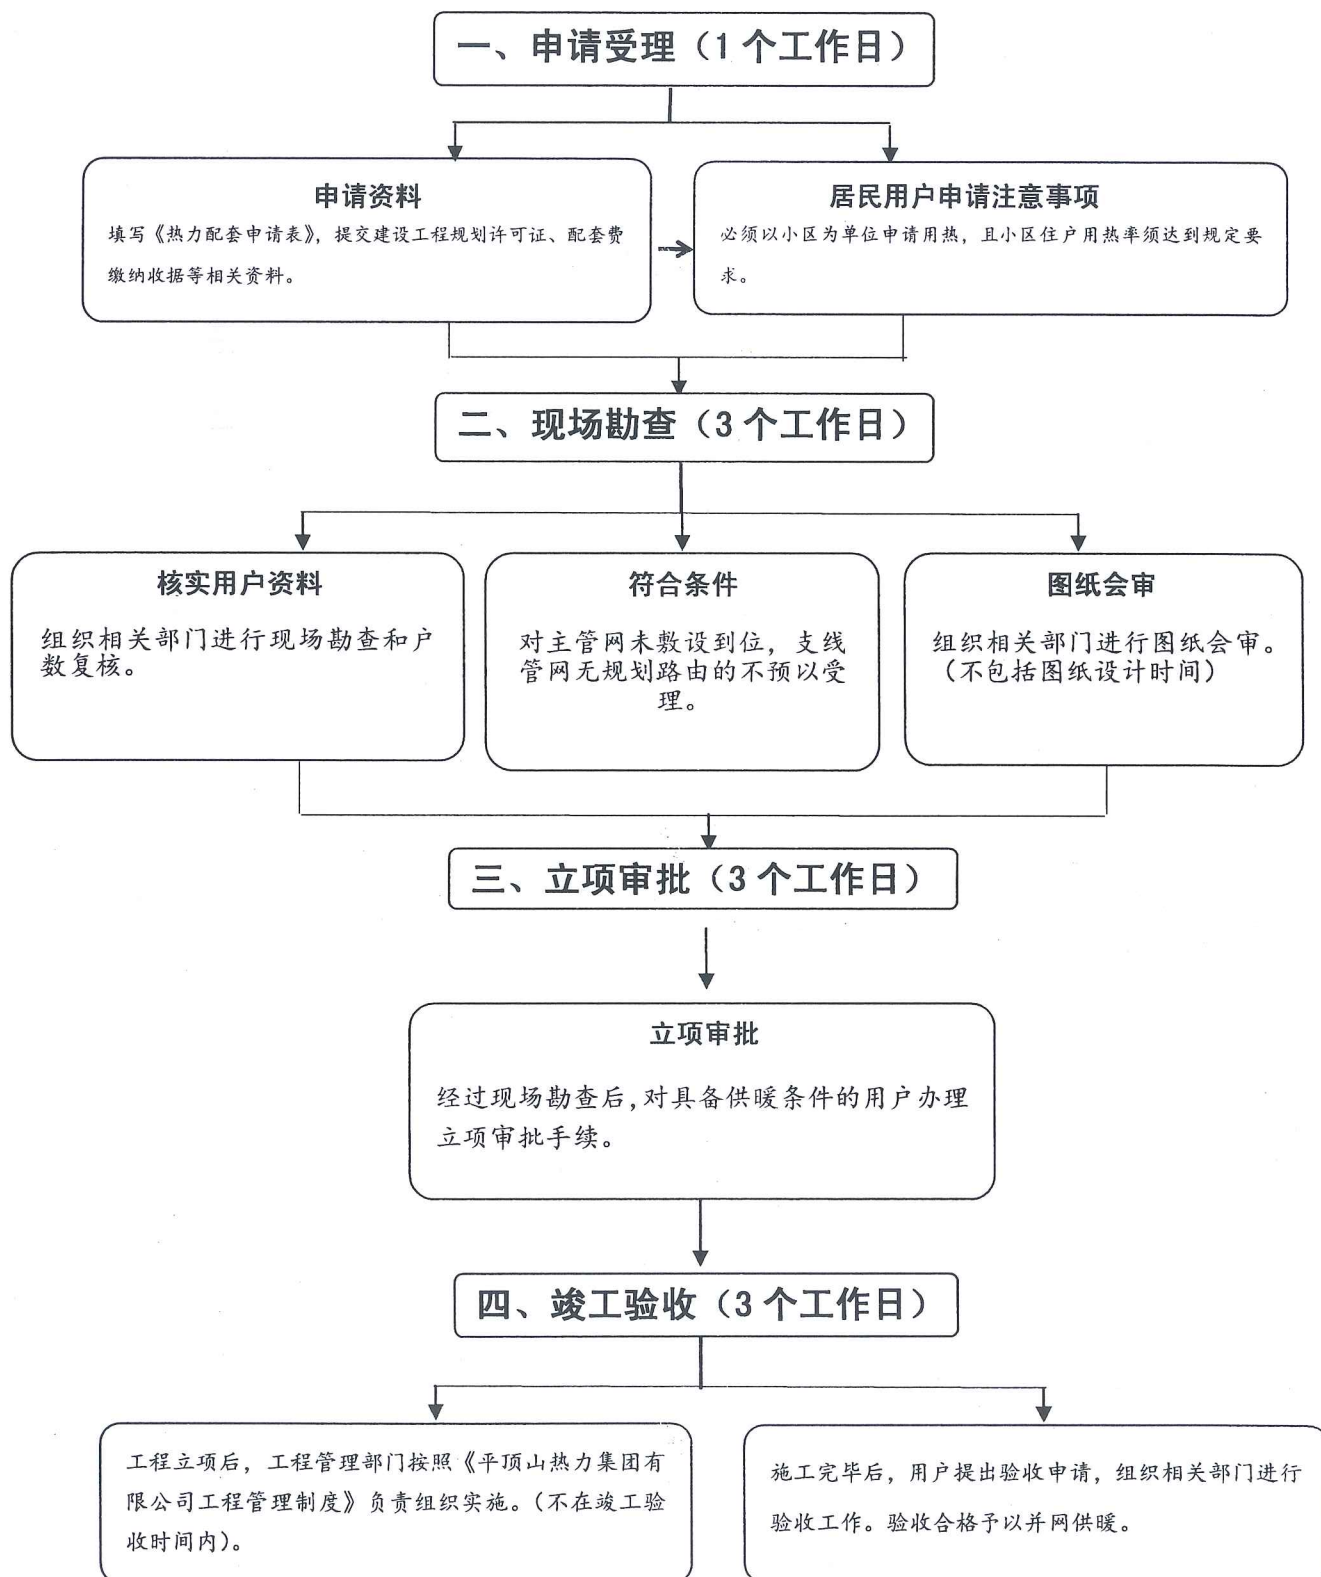 一、申请受理（1个工作日）
申请资料
填写《热力配套申请表》，提交建设工程规划许可证、配套费
缴纳收据等相关资料。
居民用户申请注意事项
必须以小区为单位申请用热，且小区住户用热率须达到规定要
求。
二、现场勘查（3个工作日）
核实用户资料
组织相关部门进行现场勘查和户
数复核。
符合条件
对主管网未敷设到位，支线
管网无规划路由的不预以受
理。
图纸会审
组织相关部门进行图纸会审。
（不包括图纸设计时间）
三、立项审批（3个工作日）
立项审批
经过现场勘查后，对具备供暖条件的用户办理
立项审批手续。
四、竣工验收（3个工作日）
工程立项后，工程管理部门按照《平顶山热力集团有
限公司工程管理制度》负责组织实施。（不在竣工验
收时间内）。
施工完毕后，用户提出验收申请，组织相关部门进行
验收工作。验收合格予以并网供暖。